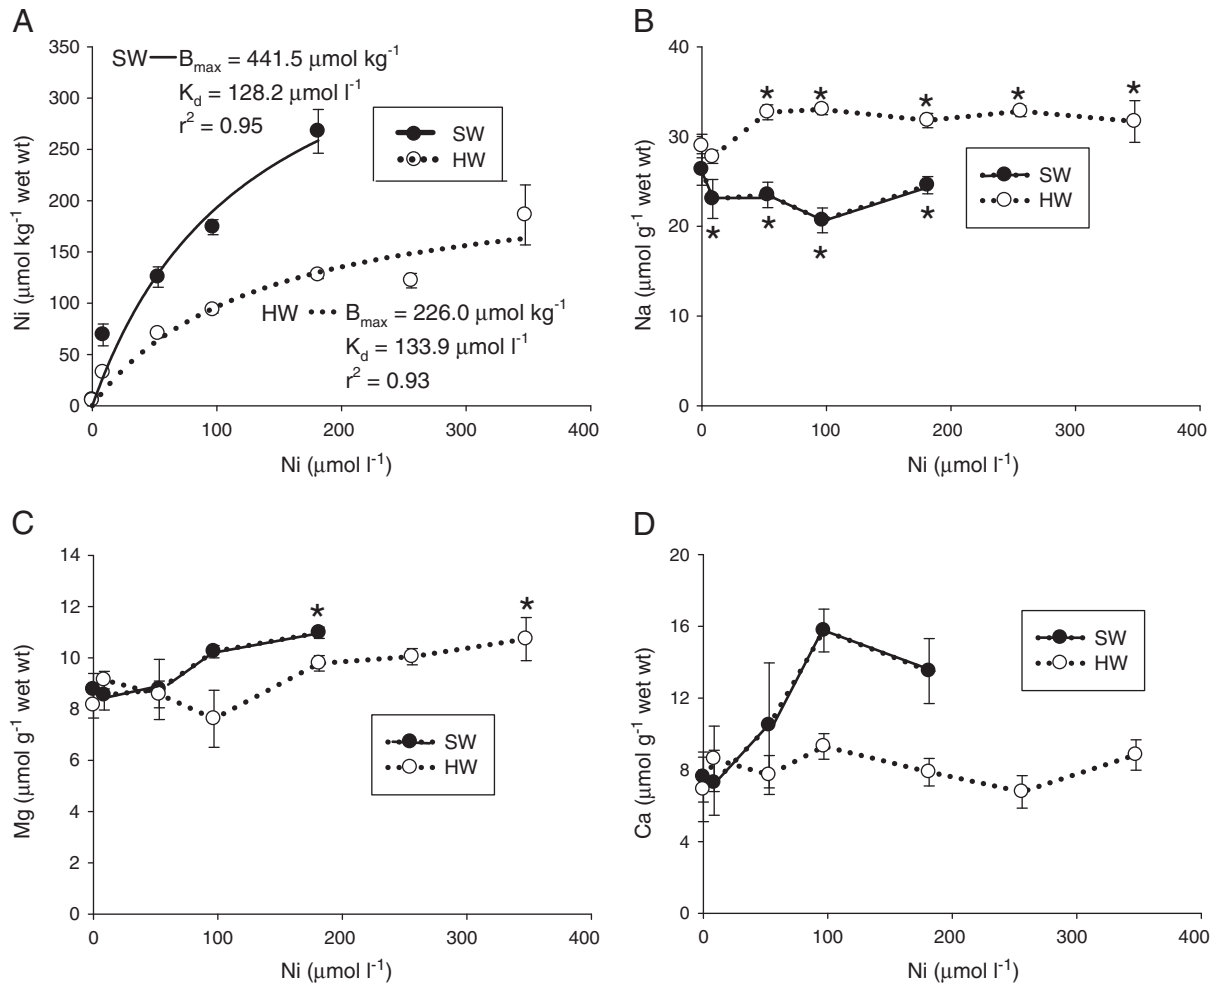 A
350
300
250
200
150
100
50
0
Ni (μmol kg⁻¹ wet wt)
SW
B_max = 441.5 μmol kg⁻¹
K_d = 128.2 μmol l⁻¹
r² = 0.95
SW
HW
HW
B_max = 226.0 μmol kg⁻¹
K_d = 133.9 μmol l⁻¹
r² = 0.93
0 100 200 300 400
Ni (μmol l⁻¹)
B
40
30
20
10
0
Na (μmol g⁻¹ wet wt)
* * * * * *
* * * *
SW
HW
0 100 200 300 400
Ni (μmol l⁻¹)
C
14
12
10
8
6
4
2
0
Mg (μmol g⁻¹ wet wt)
* *
SW
HW
0 100 200 300 400
Ni (μmol l⁻¹)
D
20
16
12
8
4
0
Ca (μmol g⁻¹ wet wt)
SW
HW
0 100 200 300 400
Ni (μmol l⁻¹)